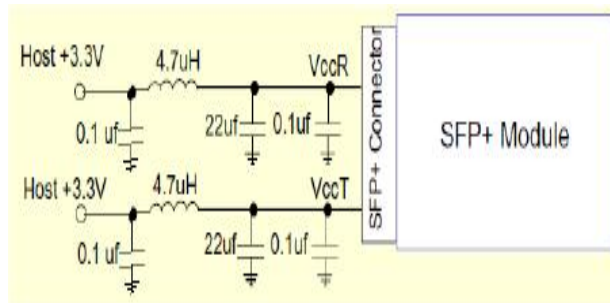 Host +3.3V
4.7uH
VccR
0.1 uf
22uf
0.1uf
Host +3.3V
4.7uH
VccT
0.1 uf
22uf
0.1uf
SFP+ Connector
SFP+ Module